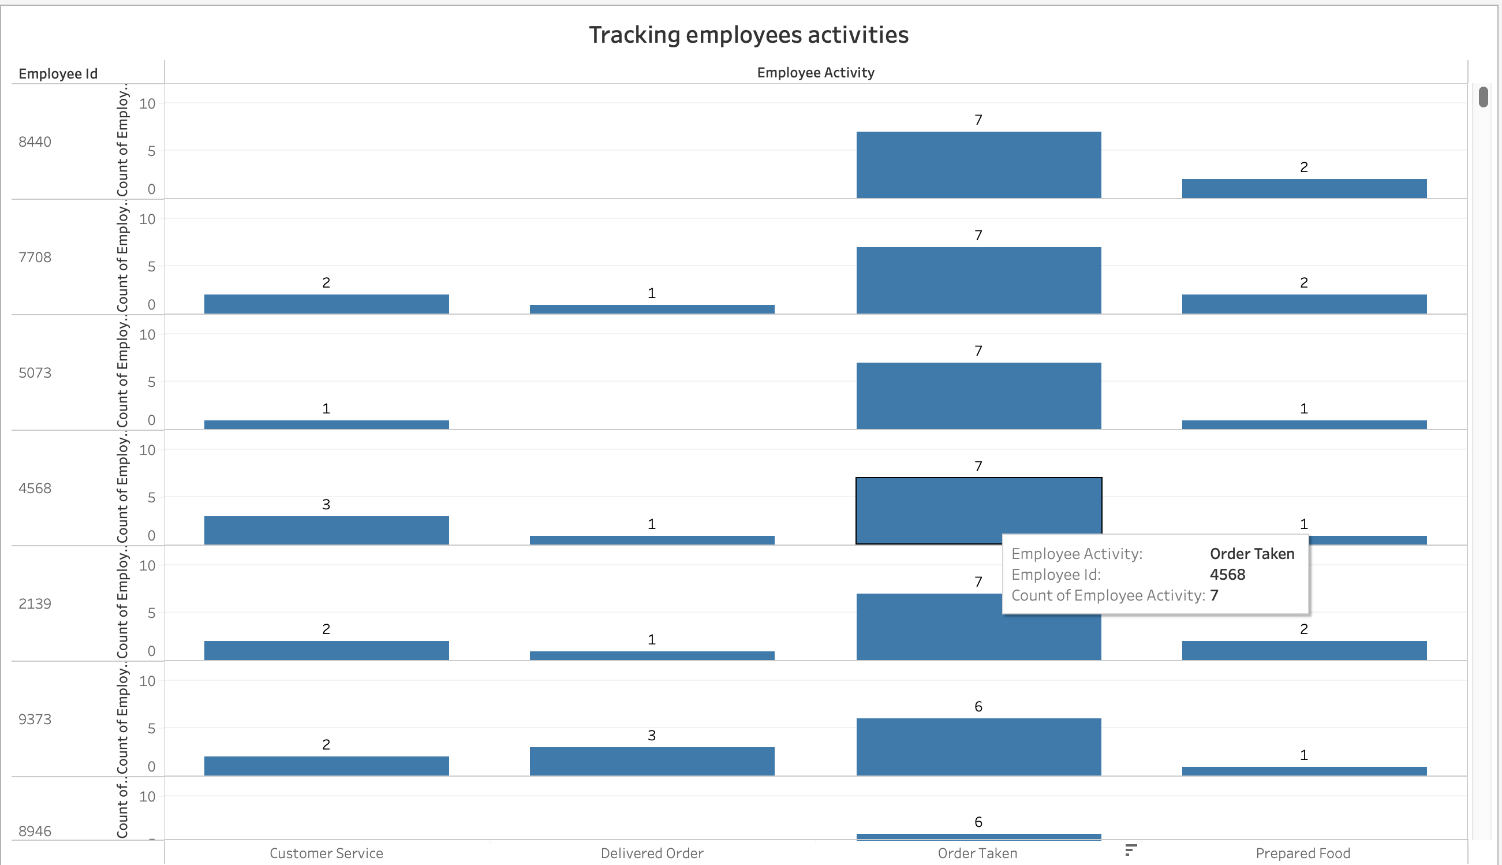 Tracking employees activities
Employee Id
Employee Activity
8440
Count of Employ..
10
5
0
7
2
7708
Count of Employ..
10
5
0
2
1
7
2
5073
Count of Employ..
10
5
0
1
7
1
4568
Count of Employ..
10
5
0
3
1
7
1
Employee Activity: Order Taken
Employee Id: 4568
Count of Employee Activity: 7
2139
Count of Employ..
10
5
0
2
1
7
2
9373
Count of Employ..
10
5
0
2
3
6
1
8946
Count of..
10
6
Customer Service
Delivered Order
Order Taken
Prepared Food